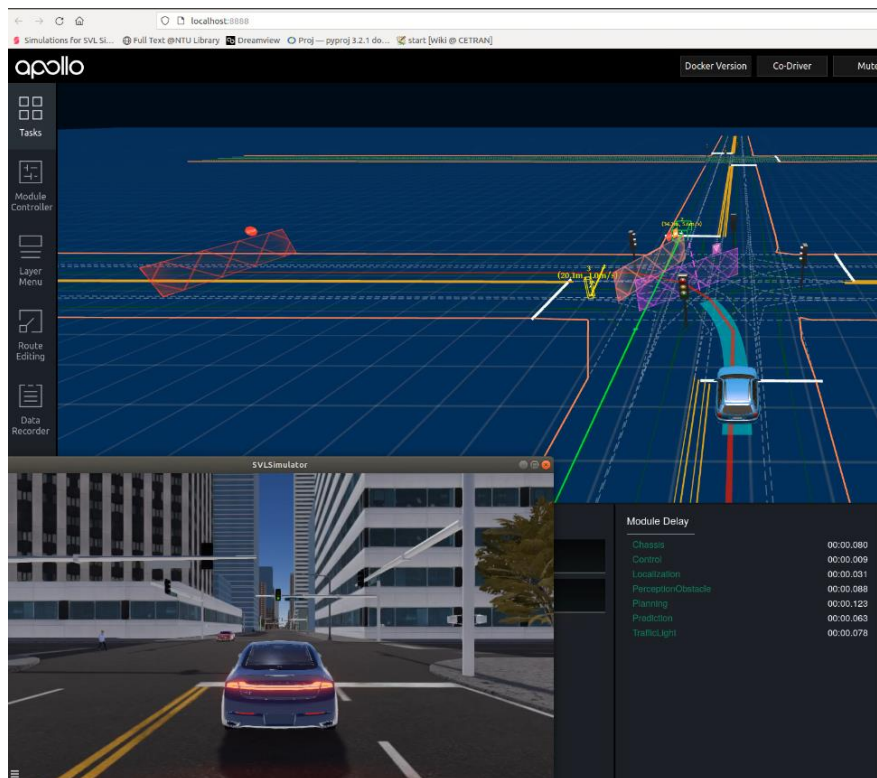 localhost:8888
Simulations for SVL Si... Full Text @NTU Library Dreamview Proj — pyproj 3.2.1 do... start [Wiki @ CETRAN]
apollo Docker Version Co-Driver Mute
Tasks
Module
Controller
Layer
Menu
Route
Editing
Data
Recorder
3
SVLSimulator
Module Delay
Chassis 00:00.080
Control 00:00.009
Localization 00:00.031
PerceptionObstacle 00:00.088
Planning 00:00.123
Prediction 00:00.063
TrafficLight 00:00.078